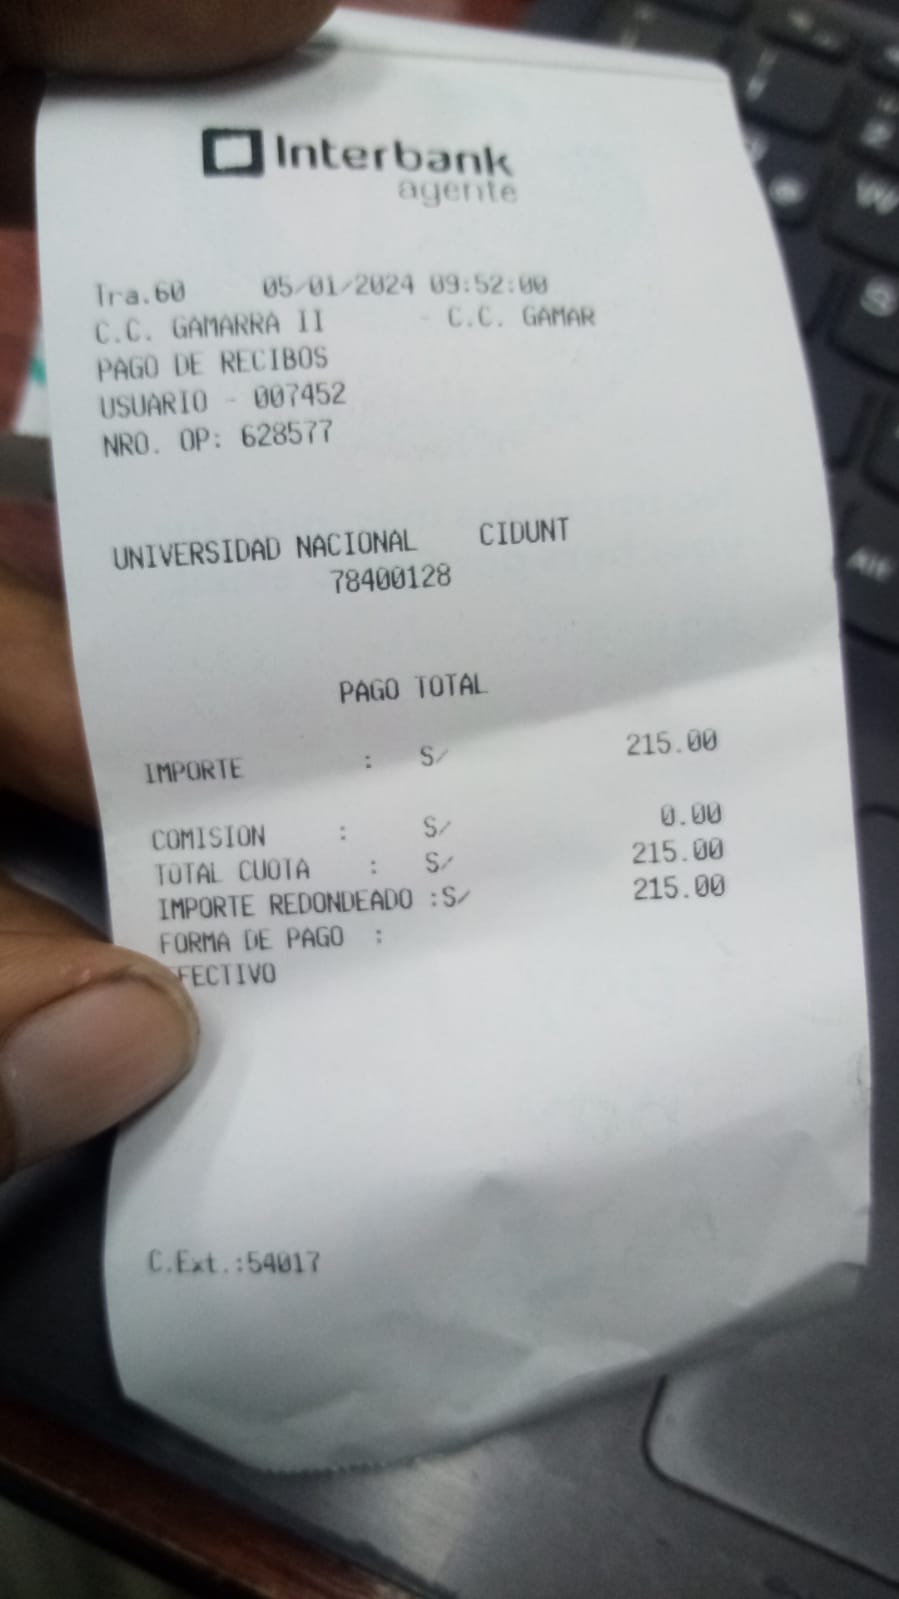 Interbank
agente
Tra.60 05/01/2024 09:52:00
C.C. GAMARRA II - C.C. GAMAR
PAGO DE RECIBOS
USUARIO - 007452
NRO. OP: 628577
UNIVERSIDAD NACIONAL CIDUNT
78400128
PAGO TOTAL
IMPORTE : S/ 215.00
COMISION : S/ 0.00
TOTAL CUOTA : S/ 215.00
IMPORTE REDONDEADO :S/ 215.00
FORMA DE PAGO :
FECTIVO
C.Ext.:54017
W
S
Alt